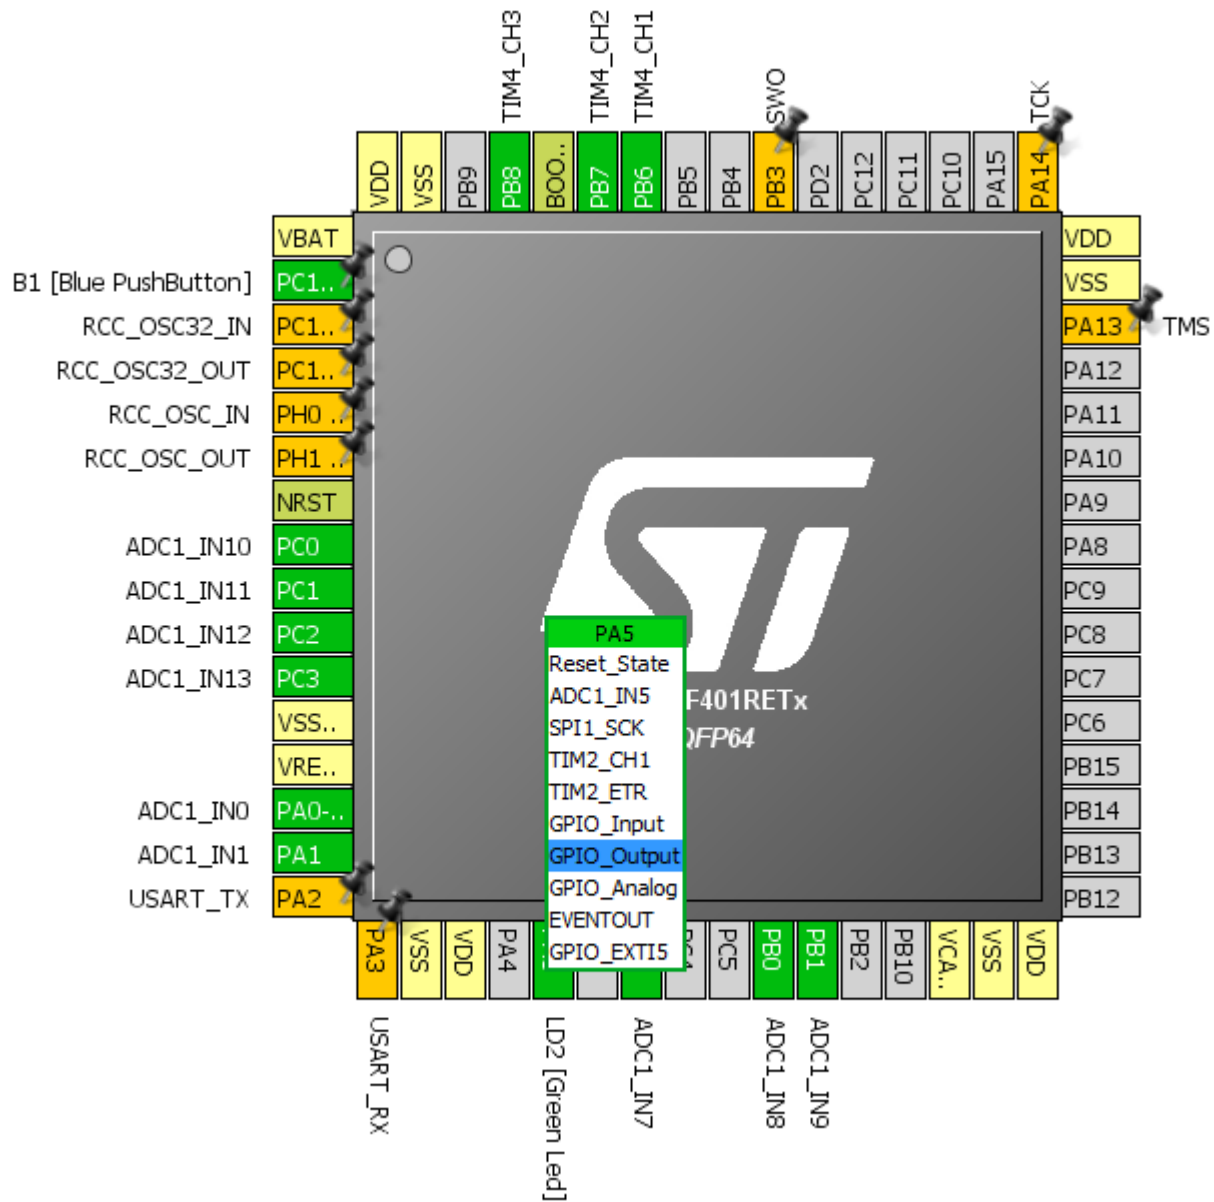 TIM4_CH3
TIM4_CH2
TIM4_CH1
SWO
TCK
VDD
VSS
PB9
PB8
BOO..
PB7
PB6
PB5
PB4
PB3
PD2
PC12
PC11
PC10
PA15
PA14
VBAT
B1 [Blue PushButton]
PC1..
RCC_OSC32_IN
PC1..
RCC_OSC32_OUT
PC1..
RCC_OSC_IN
PH0 ..
RCC_OSC_OUT
PH1 ..
NRST
ADC1_IN10
PC0
ADC1_IN11
PC1
ADC1_IN12
PC2
ADC1_IN13
PC3
VSS..
VRE..
ADC1_IN0
PA0-..
ADC1_IN1
PA1
USART_TX
PA2
ST
F401RETx
QFP64
PA5
Reset_State
ADC1_IN5
SPI1_SCK
TIM2_CH1
TIM2_ETR
GPIO_Input
GPIO_Output
GPIO_Analog
EVENTOUT
GPIO_EXTI5
VDD
VSS
PA13
TMS
PA12
PA11
PA10
PA9
PA8
PC9
PC8
PC7
PC6
PB15
PB14
PB13
PB12
PA3
VSS
VDD
PA4
PC5
PB0
PB1
PB2
PB10
VCA..
VSS
VDD
USART_RX
LD2 [Green Led]
ADC1_IN7
ADC1_IN8
ADC1_IN9